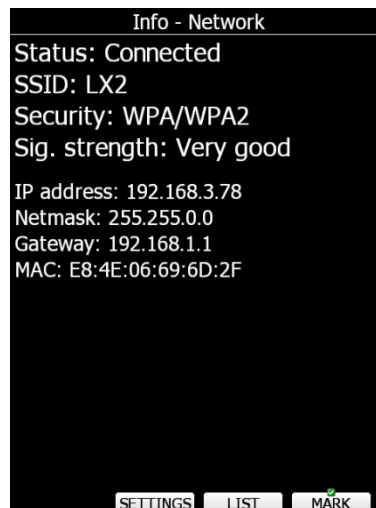 Info - Network
Status: Connected
SSID: LX2
Security: WPA/WPA2
Sig. strength: Very good
IP address: 192.168.3.78
Netmask: 255.255.0.0
Gateway: 192.168.1.1
MAC: E8:4E:06:69:6D:2F
SETTINGS LIST MARK